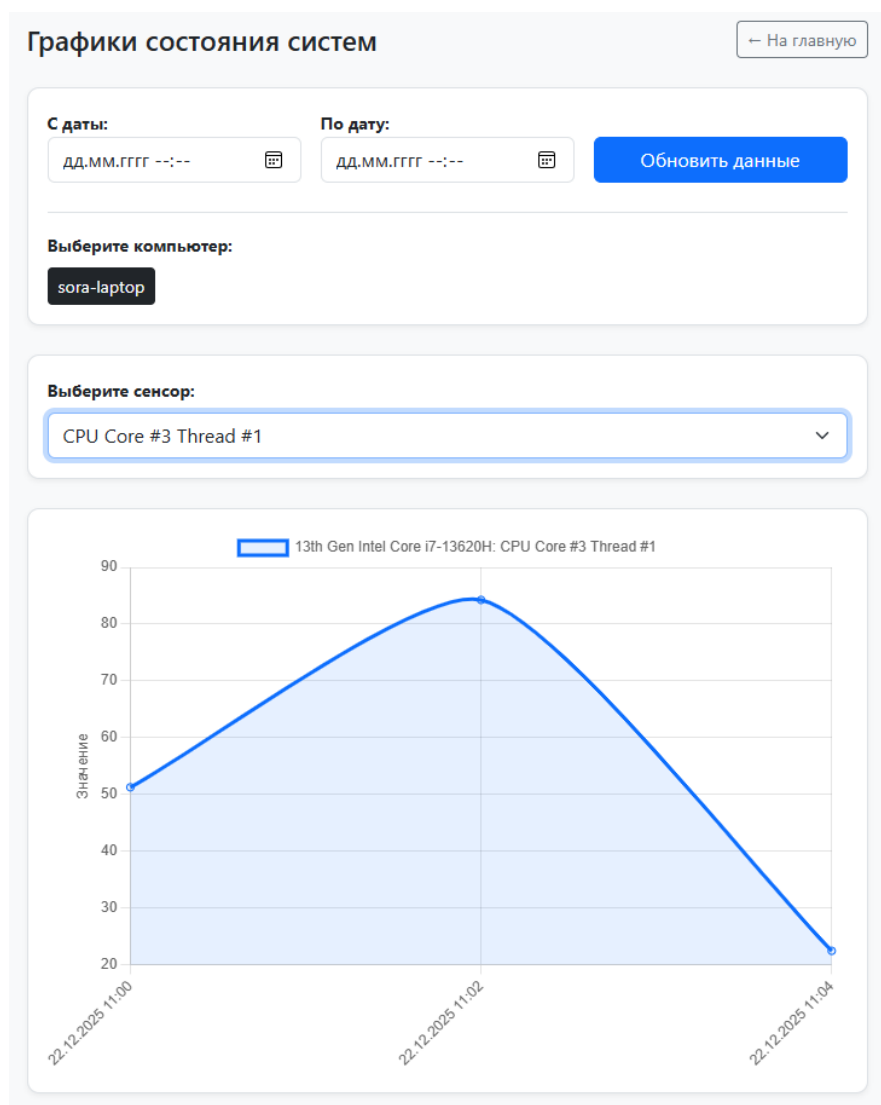 Графики состояния систем
← На главную
С даты:
По дату:
дд.мм.гггг --:--
дд.мм.гггг --:--
Обновить данные
Выберите компьютер:
sora-laptop
Выберите сенсор:
CPU Core #3 Thread #1
13th Gen Intel Core i7-13620H: CPU Core #3 Thread #1
90
80
70
60
50
40
30
20
Значение
22.12.2025 11:00
22.12.2025 11:02
22.12.2025 11:04